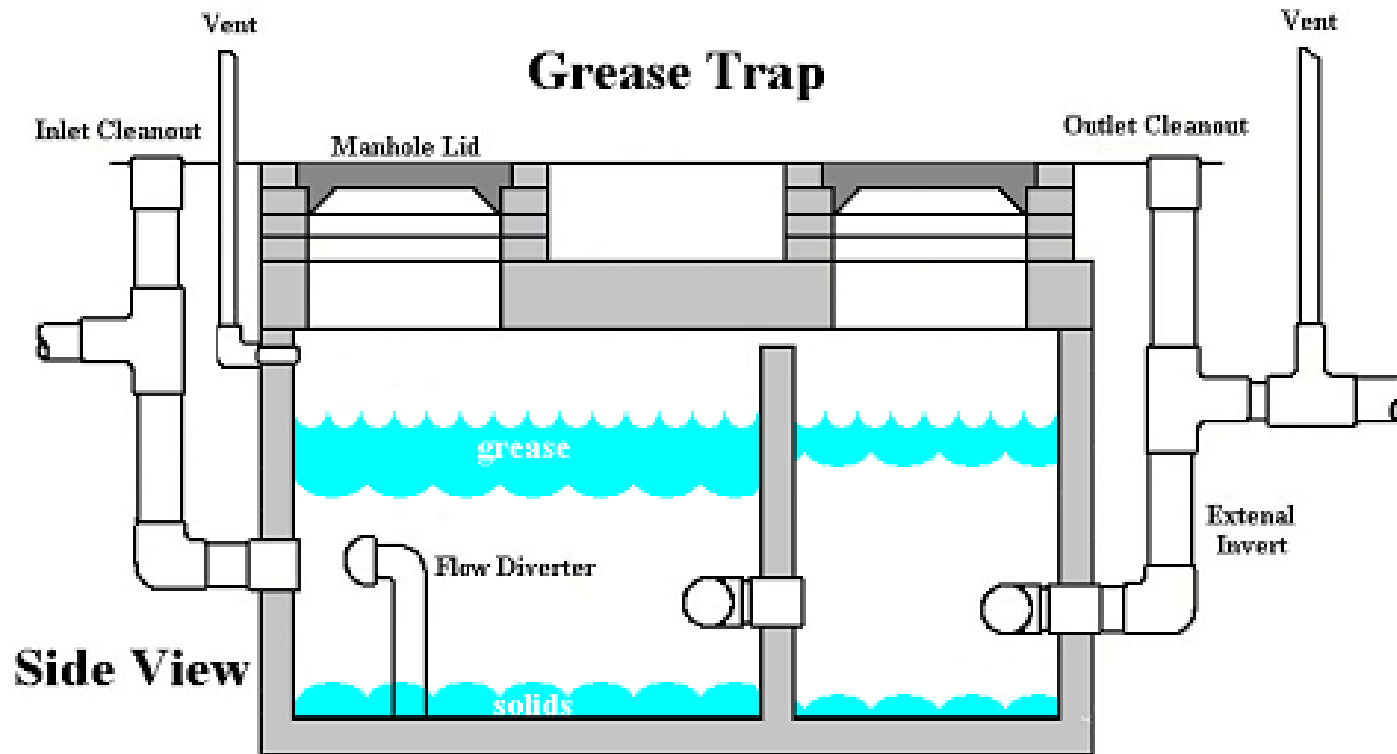 Vent
Vent
Grease Trap
Inlet Cleanout
Manhole Lid
Outlet Cleanout
grease
Extenal
Invert
Flow Diverter
Side View
solids